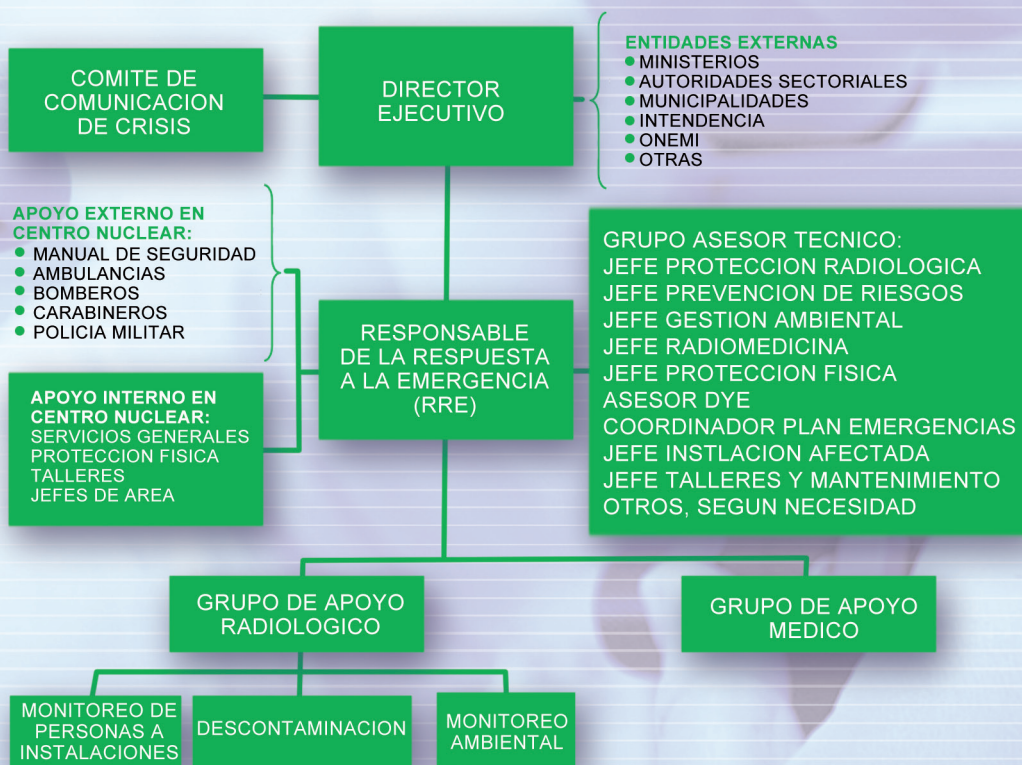 COMITE DE
COMUNICACION
DE CRISIS
DIRECTOR
EJECUTIVO
ENTIDADES EXTERNAS
MINISTERIOS
AUTORIDADES SECTORIALES
MUNICIPALIDADES
INTENDENCIA
ONEMI
OTRAS
APOYO EXTERNO EN
CENTRO NUCLEAR:
MANUAL DE SEGURIDAD
AMBULANCIAS
BOMBEROS
CARABINEROS
POLICIA MILITAR
RESPONSABLE
DE LA RESPUESTA
A LA EMERGENCIA
(RRE)
GRUPO ASESOR TECNICO:
JEFE PROTECCION RADIOLOGICA
JEFE PREVENCION DE RIESGOS
JEFE GESTION AMBIENTAL
JEFE RADIOMEDICINA
JEFE PROTECCION FISICA
ASESOR DYE
COORDINADOR PLAN EMERGENCIAS
JEFE INSTLACION AFECTADA
JEFE TALLERES Y MANTENIMIENTO
OTROS, SEGUN NECESIDAD
APOYO INTERNO EN
CENTRO NUCLEAR:
SERVICIOS GENERALES
PROTECCION FISICA
TALLERES
JEFES DE AREA
GRUPO DE APOYO
RADIOLOGICO
GRUPO DE APOYO
MEDICO
MONITOREO DE
PERSONAS A
INSTALACIONES
DESCONTAMINACION
MONITOREO
AMBIENTAL